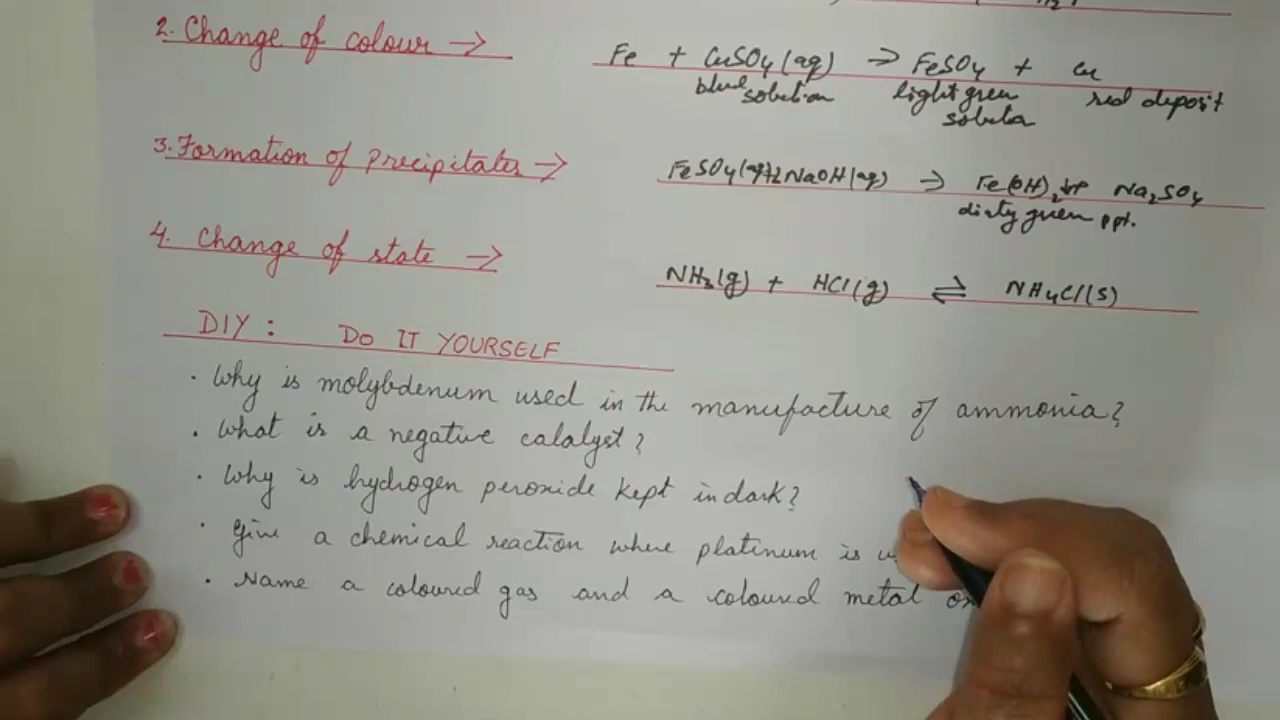 2. Change of colour →
Fe + CuSO4(aq) → FeSO4 + Cu
blue solution light green solution red deposit
3. Formation of precipitates →
FeSO4(aq)+2NaOH(aq) → Fe(OH)2↓+ Na2SO4
dirty green ppt.
4. Change of state →
NH3(g) + HCl(g) ⇌ NH4Cl(s)
DIY : DO IT YOURSELF
. Why is molybdenum used in the manufacture of ammonia?
. What is a negative calalyst?
. Why is hydrogen peroxide kept in dark?
. Give a chemical reaction where platinum is
. Name a coloured gas and a coloured metal